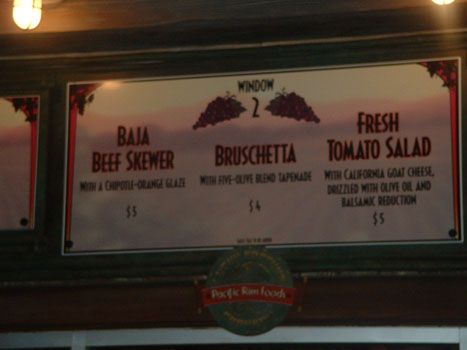 WINDOW
2
BAJA
BEEF SKEWER
WITH A CHIPOTLE-ORANGE GLAZE
$5
BRUSCHETTA
WITH FIVE-OLIVE BLEND TAPENADE
$4
FRESH
TOMATO SALAD
WITH CALIFORNIA GOAT CHEESE,
DRIZZLED WITH OLIVE OIL AND
BALSAMIC REDUCTION
$5
Pacific Rim Foods